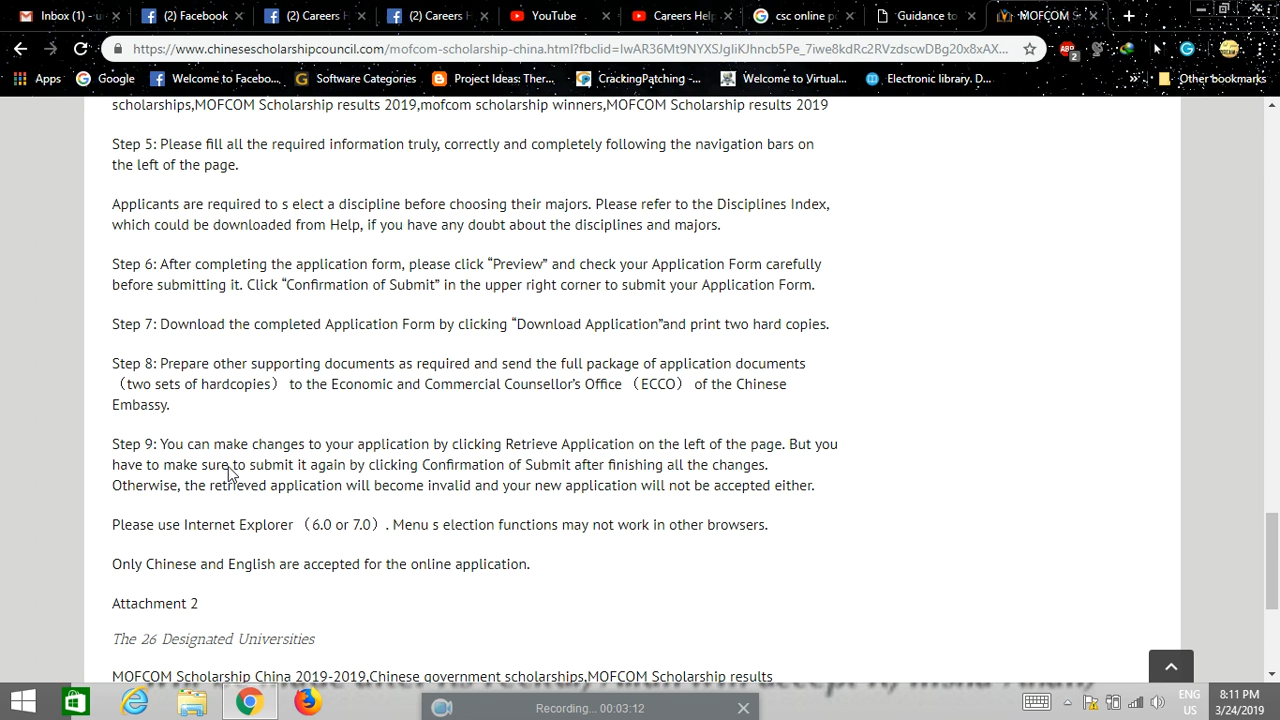 Inbox (1) - u
(2) Facebook
(2) Careers H
(2) Careers H
YouTube
Careers Help
csc online p
Guidance to
MOFCOM S
https://www.chinesescholarshipcouncil.com/mofcom-scholarship-china.html?fbclid=IwAR36Mt9NYXSJgIiKJhncb5Pe_7iwe8kdRc2RVzdscwDBg20x8xAX...
Apps
Google
Welcome to Facebo...
Software Categories
Project Ideas: Ther...
CrackingPatching -...
Welcome to Virtual...
Electronic library. D...
Other bookmarks
scholarships,MOFCOM Scholarship results 2019,mofcom scholarship winners,MOFCOM Scholarship results 2019
Step 5: Please fill all the required information truly, correctly and completely following the navigation bars on
the left of the page.
Applicants are required to s elect a discipline before choosing their majors. Please refer to the Disciplines Index,
which could be downloaded from Help, if you have any doubt about the disciplines and majors.
Step 6: After completing the application form, please click “Preview” and check your Application Form carefully
before submitting it. Click “Confirmation of Submit” in the upper right corner to submit your Application Form.
Step 7: Download the completed Application Form by clicking “Download Application”and print two hard copies.
Step 8: Prepare other supporting documents as required and send the full package of application documents
（two sets of hardcopies） to the Economic and Commercial Counsellor’s Office （ECCO） of the Chinese
Embassy.
Step 9: You can make changes to your application by clicking Retrieve Application on the left of the page. But you
have to make sure to submit it again by clicking Confirmation of Submit after finishing all the changes.
Otherwise, the retrieved application will become invalid and your new application will not be accepted either.
Please use Internet Explorer （6.0 or 7.0）. Menu s election functions may not work in other browsers.
Only Chinese and English are accepted for the online application.
Attachment 2
The 26 Designated Universities
MOFCOM Scholarship China 2019-2019,Chinese government scholarships,MOFCOM Scholarship results
Recording... 00:03:12
ENG
US
8:11 PM
3/24/2019